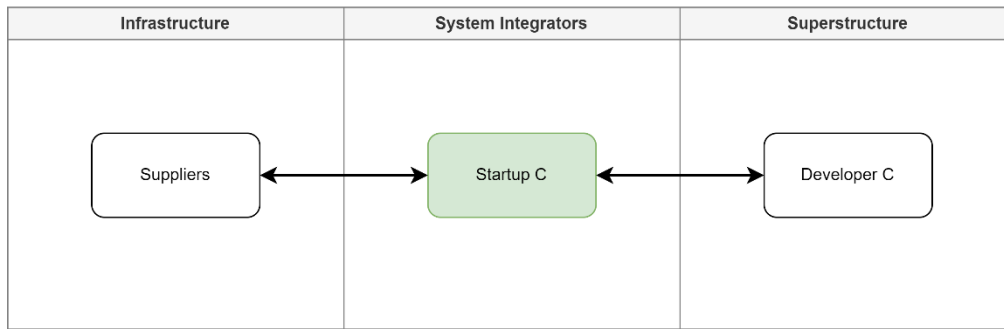 Infrastructure
System Integrators
Superstructure
Suppliers
Startup C
Developer C